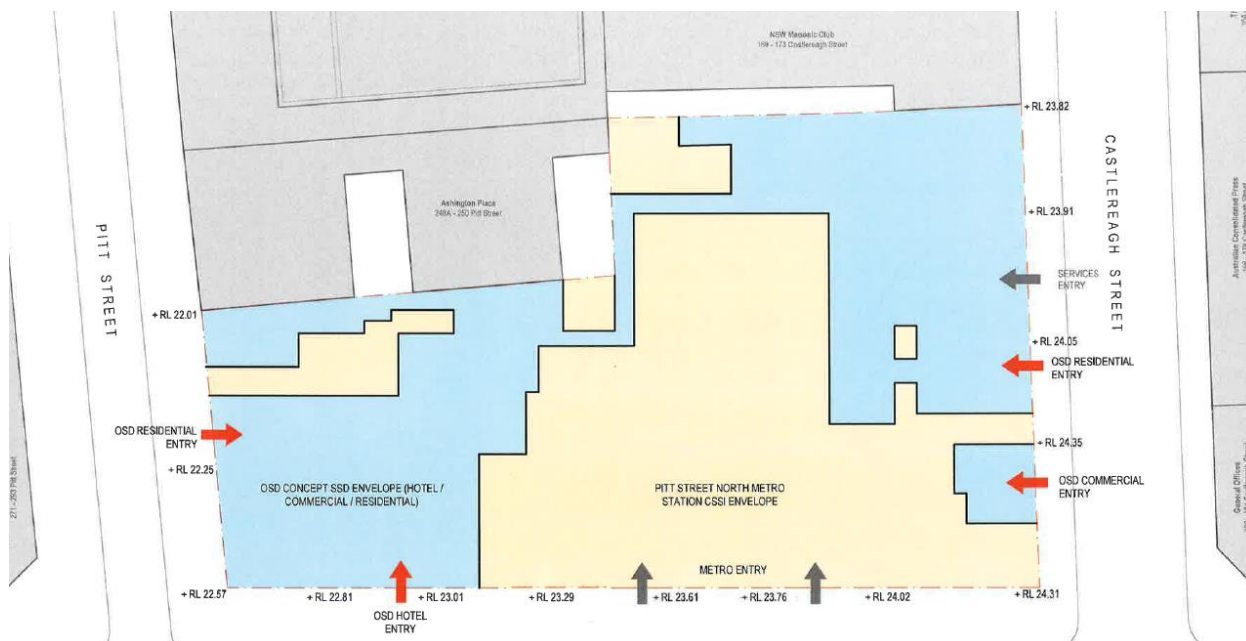 NSW Masonic Club
169 - 173 Castlereagh Street
+ RL 23.82
CASTLEREAGH STREET
Ashington Place
248A - 250 Pitt Street
+ RL 23.91
PITT STREET
SERVICES
ENTRY
+ RL 22.01
+ RL 24.05
OSD RESIDENTIAL
ENTRY
OSD RESIDENTIAL
ENTRY
+ RL 24.35
+ RL 22.25
271 - 293 Pitt Street
OSD CONCEPT SSD ENVELOPE (HOTEL /
COMMERCIAL / RESIDENTIAL)
PITT STREET NORTH METRO
STATION CSSI ENVELOPE
OSD COMMERCIAL
ENTRY
Australian Consolidated Press
General Offices
METRO ENTRY
+ RL 22.57
+ RL 22.81
+ RL 23.01
+ RL 23.29
+ RL 23.61
+ RL 23.76
+ RL 24.02
+ RL 24.31
OSD HOTEL
ENTRY